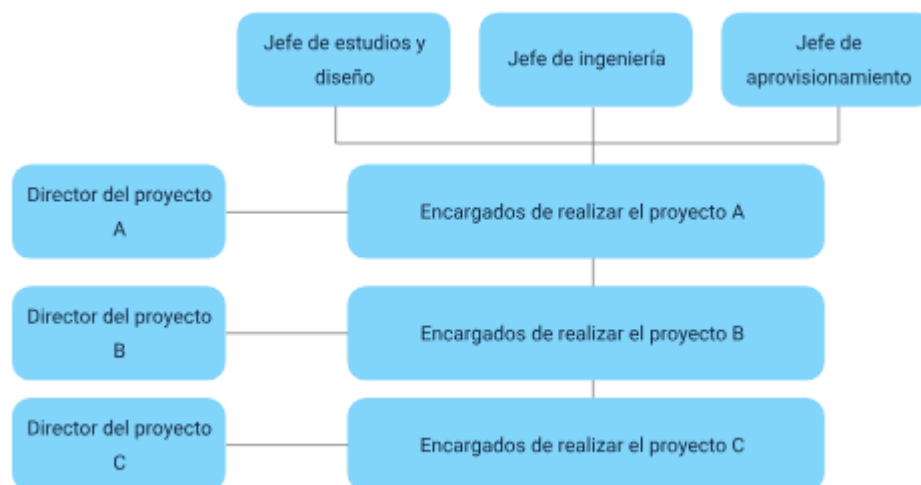 Jefe de estudios y
diseño
Jefe de ingeniería
Jefe de
aprovisionamiento
Director del proyecto
A
Encargados de realizar el proyecto A
Director del proyecto
B
Encargados de realizar el proyecto B
Director del proyecto
C
Encargados de realizar el proyecto C